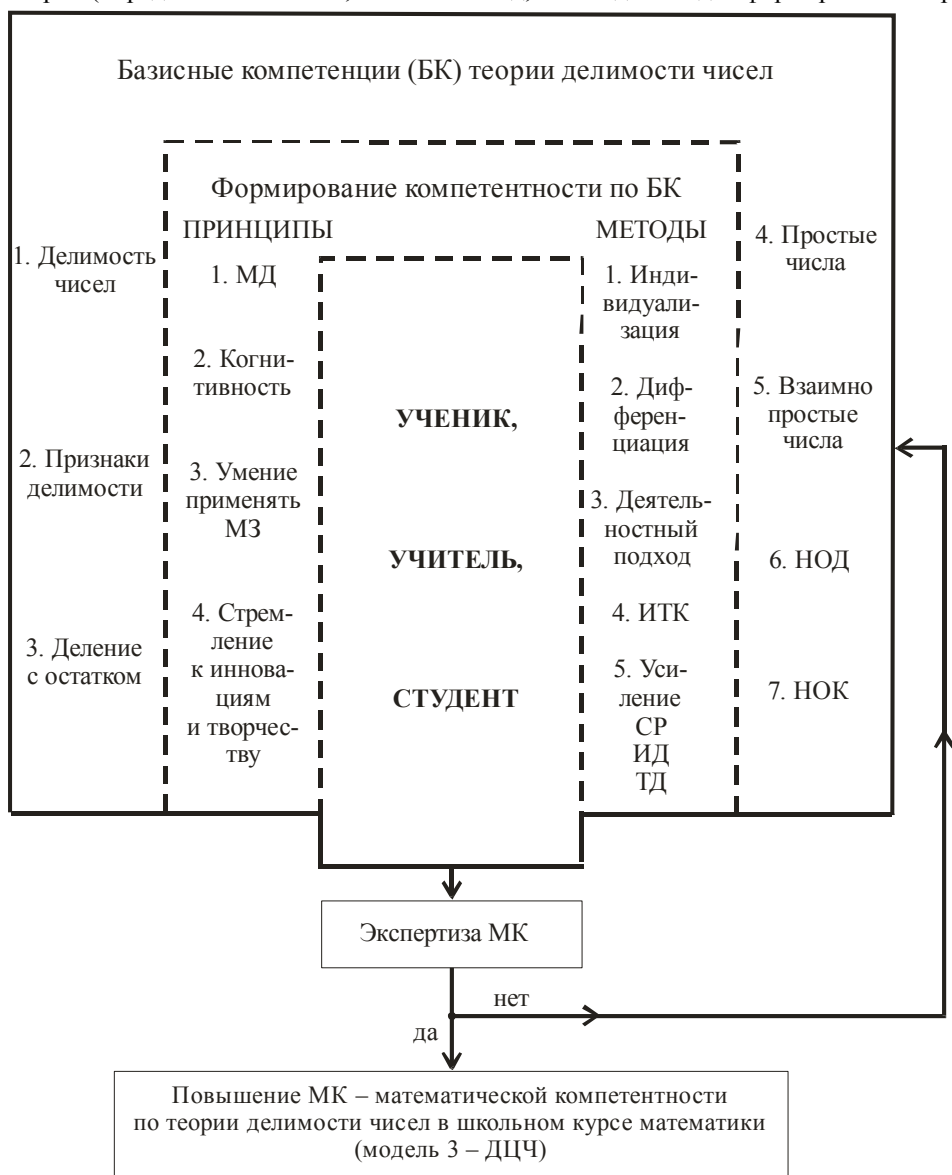 Базисные компетенции (БК) теории делимости чисел
Формирование компетентности по БК
ПРИНЦИПЫ
МЕТОДЫ
1. Делимость
чисел
2. Признаки
делимости
3. Деление
с остатком
1. МД
2. Когни-
тивность
3. Умение
применять
МЗ
4. Стрем-
ление
к иннова-
циям
и творчес-
тву
УЧЕНИК,
УЧИТЕЛЬ,
СТУДЕНТ
1. Инди-
видуали-
зация
2. Диф-
ферен-
циация
3. Деятель-
ностный
подход
4. ИТК
5. Уси-
ление
СР
ИД
ТД
4. Простые
числа
5. Взаимно
простые
числа
6. НОД
7. НОК
Экспертиза МК
нет
да
Повышение МК – математической компетентности
по теории делимости чисел в школьном курсе математики
(модель 3 – ДЦЧ)